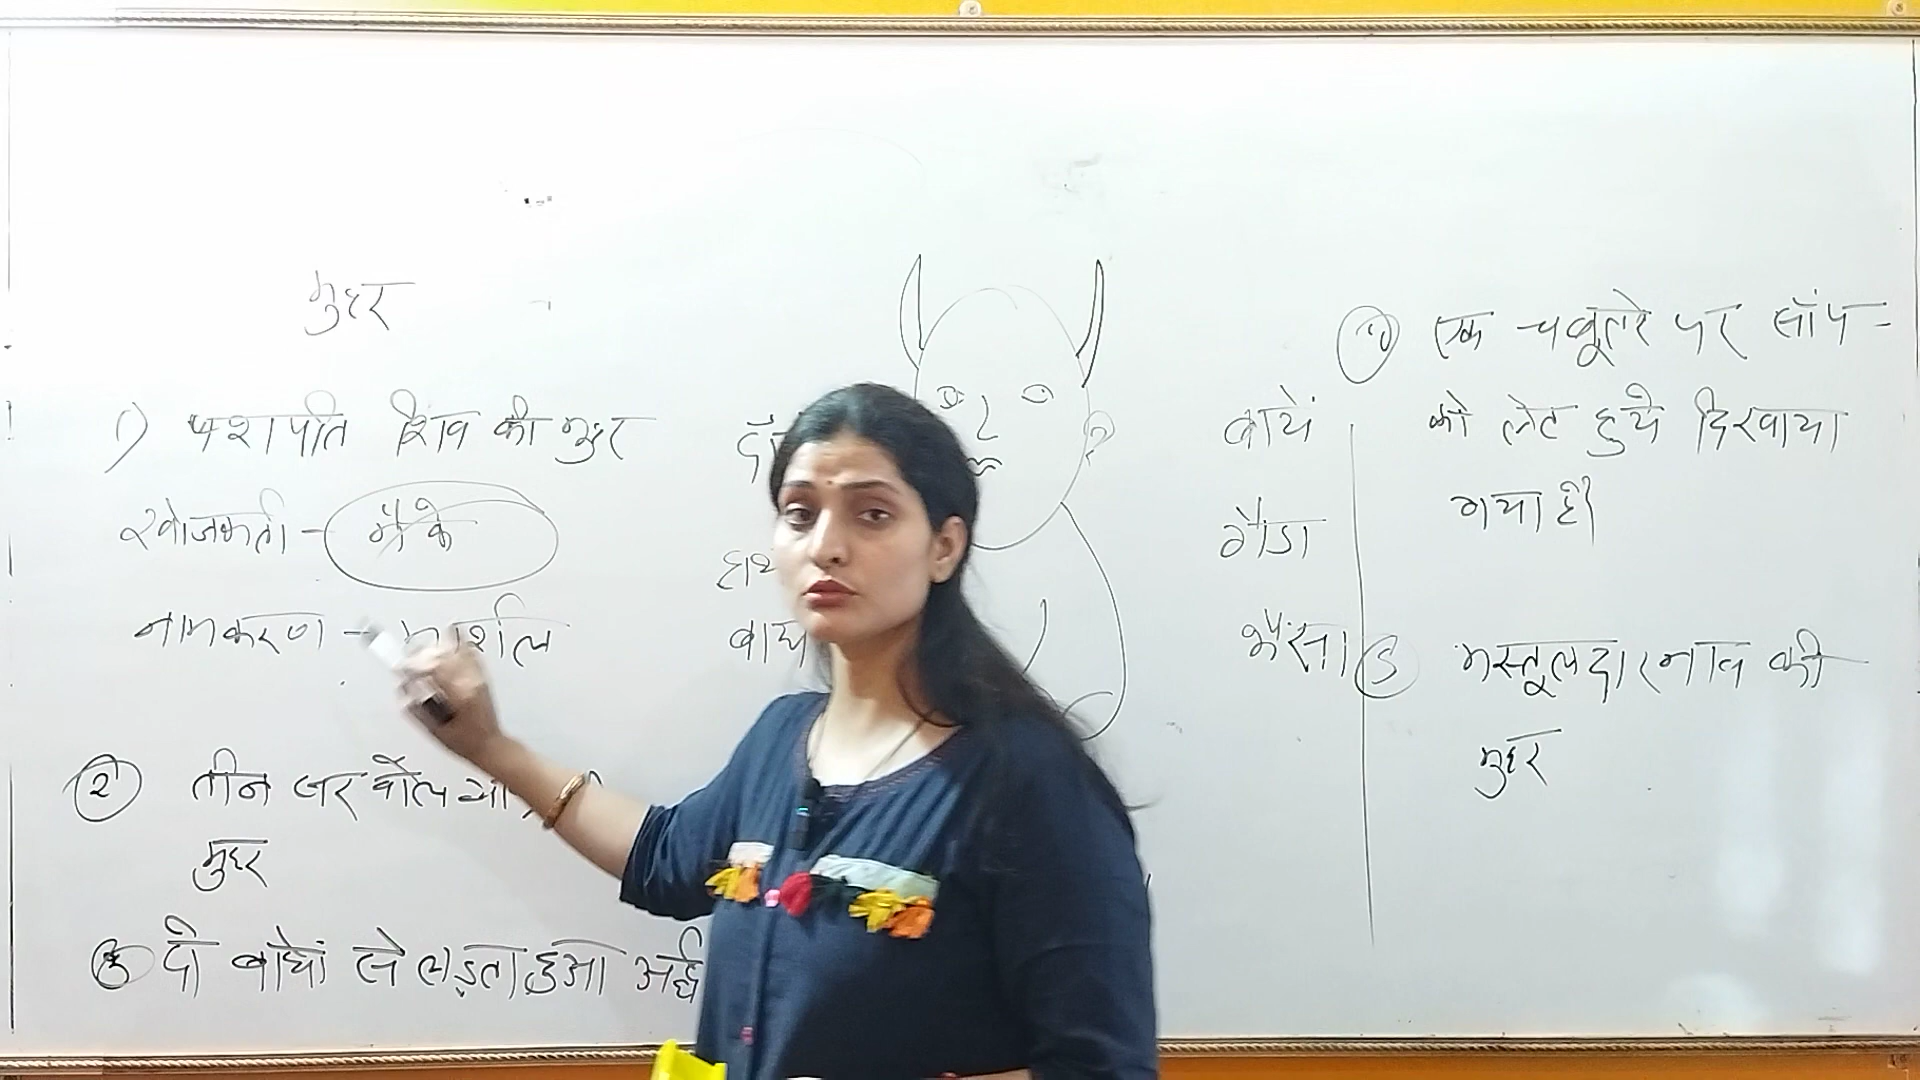 मुहर
1) पशुपति शिव की मुहर
खोजकर्ता - मैके
नामकरण - मार्शल
② तीन
मुहर
③ दो बाघों से लड़ता हुआ अर्ध
बायें
गैंडा
भैंसा
④ एक चबूतरे पर सांप -
को लेटे हुये दिखाया
गया है।
⑤ मस्तूलदार नाव की
मुहर